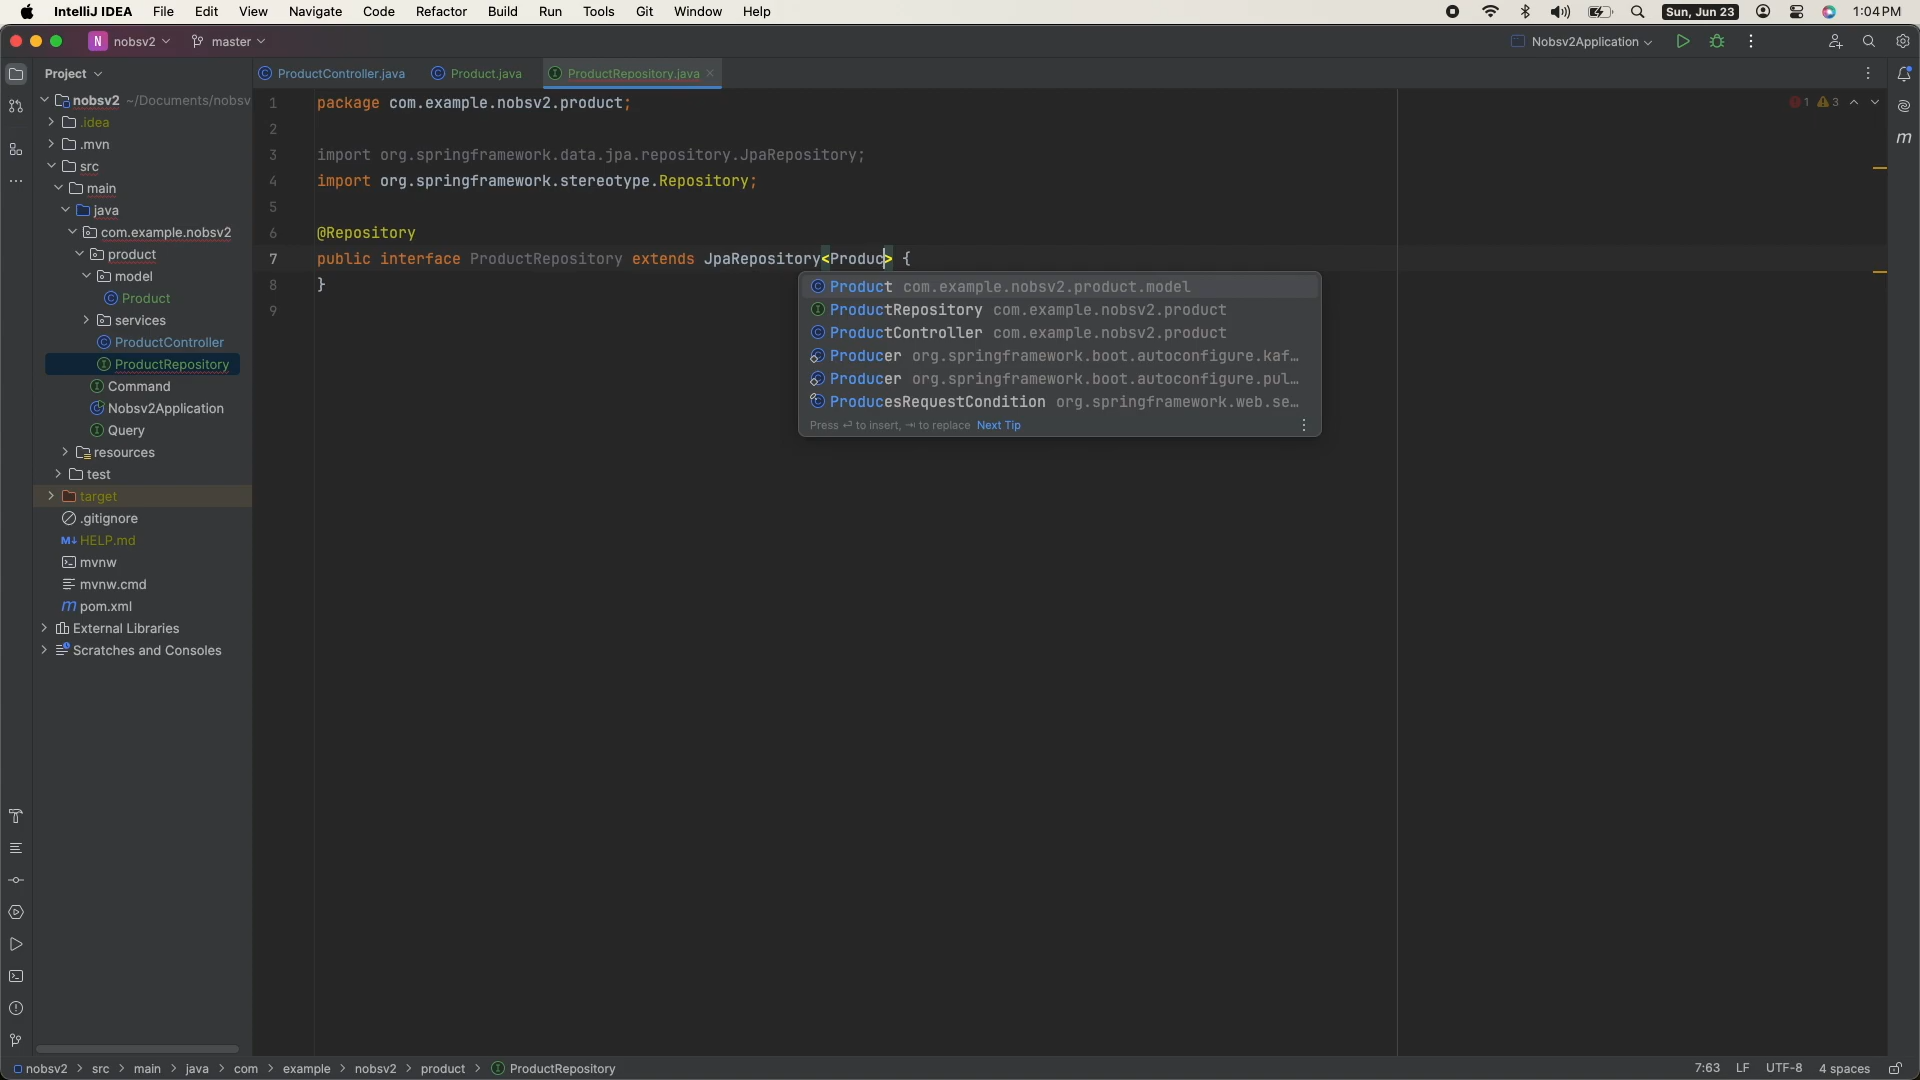 IntelliJ IDEA File Edit View Navigate Code Refactor Build Run Tools Git Window Help Sun, Jun 23 1:04 PM
N nobsv2 master Nobsv2Application
Project ProductController.java Product.java ProductRepository.java
nobsv2 ~/Documents/nobsv
.idea
.mvn
src
main
java
com.example.nobsv2
product
model
Product
services
ProductController
ProductRepository
Command
Nobsv2Application
Query
resources
test
target
.gitignore
M↓ HELP.md
mvnw
mvnw.cmd
m pom.xml
External Libraries
Scratches and Consoles
1 package com.example.nobsv2.product;
2
3 import org.springframework.data.jpa.repository.JpaRepository;
4 import org.springframework.stereotype.Repository;
5
6 @Repository
7 public interface ProductRepository extends JpaRepository<Produc> {
8 }
9
1 3
m
Product com.example.nobsv2.product.model
ProductRepository com.example.nobsv2.product
ProductController com.example.nobsv2.product
Producer org.springframework.boot.autoconfigure.kaf…
Producer org.springframework.boot.autoconfigure.pul…
ProducesRequestCondition org.springframework.web.se…
Press ⏎ to insert, ⇥ to replace Next Tip
nobsv2 > src > main > java > com > example > nobsv2 > product > ProductRepository 7:63 LF UTF-8 4 spaces